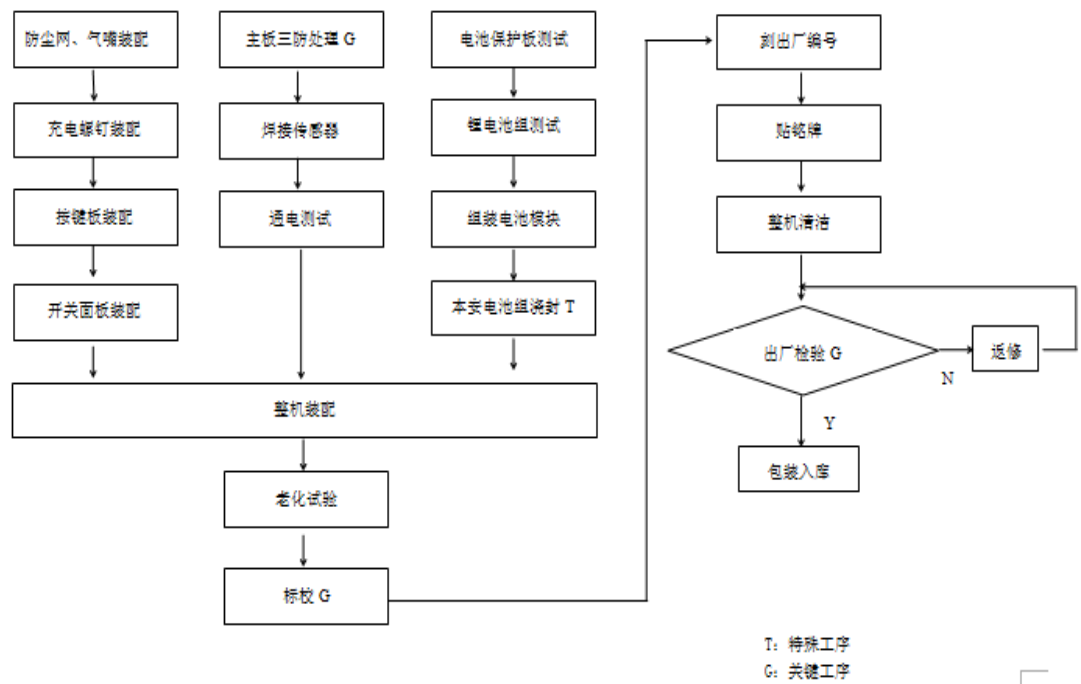 防尘网、气嘴装配
充电螺钉装配
按键板装配
开关面板装配
主板三防处理 G
焊接传感器
通电测试
电池保护板测试
锂电池组测试
组装电池模块
本安电池组浇封 T
整机装配
老化试验
标校 G
刻出厂编号
贴铭牌
整机清洁
出厂检验 G
N
返修
Y
包装入库
T: 特殊工序
G: 关键工序